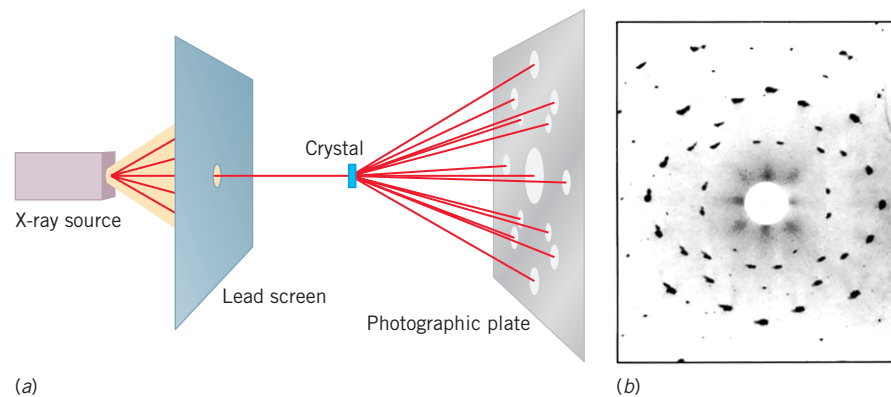 Crystal
X-ray source
Lead screen
Photographic plate
(a)
(b)